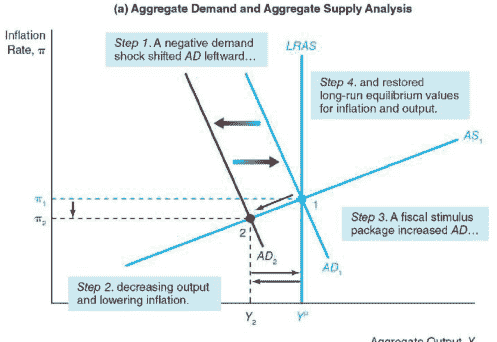 (a) Aggregate Demand and Aggregate Supply Analysis
Inflation
Rate, π
Step 1. A negative demand
shock shifted AD leftward…
LRAS
Step 4. and restored
long-run equilibrium values
for inflation and output.
AS₁
π₁
1
π₂
2
Step 3. A fiscal stimulus
package increased AD…
AD₂
AD₁
Step 2. decreasing output
and lowering inflation.
Y₂
Yᴾ
Aggregate Output, Y